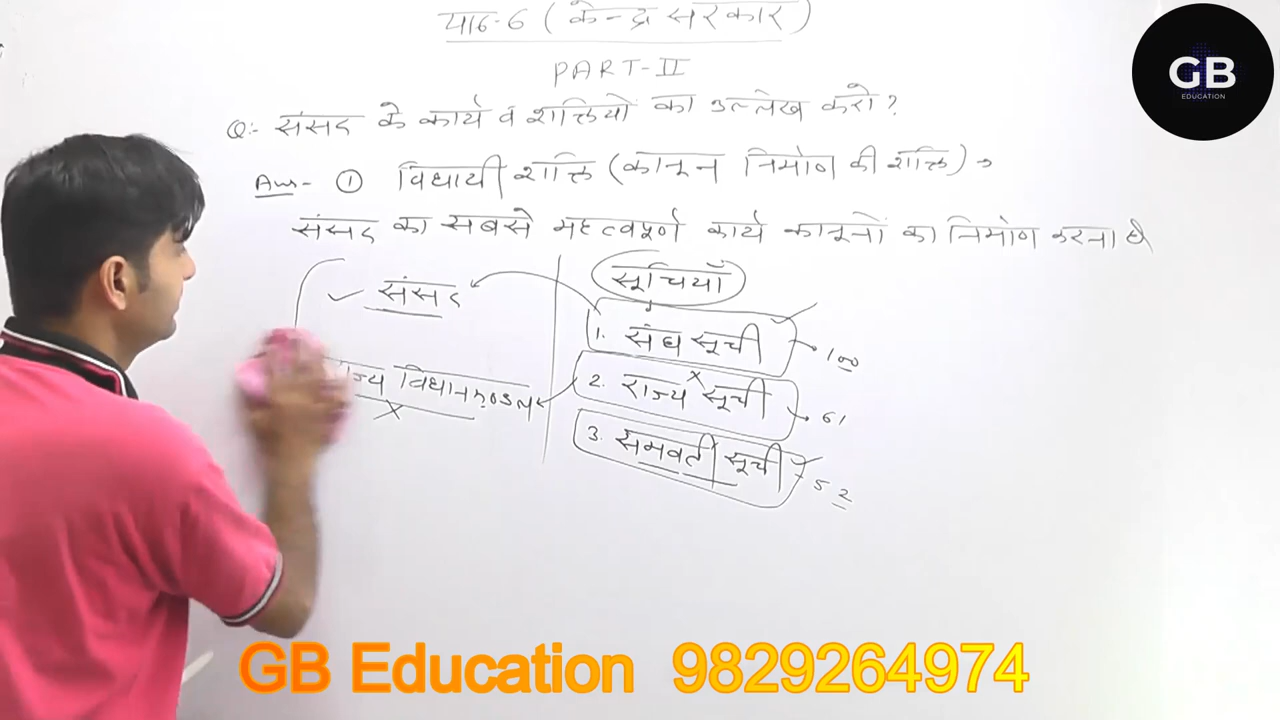 पाठ-6 (केन्द्र सरकार)
PART-II
Q:- संसद के कार्य व शक्तियों का उल्लेख करो?
Ans- ① विधायी शक्ति (कानून निर्माण की शक्ति) →
संसद का सबसे महत्वपूर्ण कार्य कानूनों का निर्माण करना है
संसद
राज्य विधानमण्डल
सूचियाँ
1. संघ सूची → 100
2. राज्य सूची → 61
3. समवर्ती सूची → 52
GB
EDUCATION
GB Education 9829264974